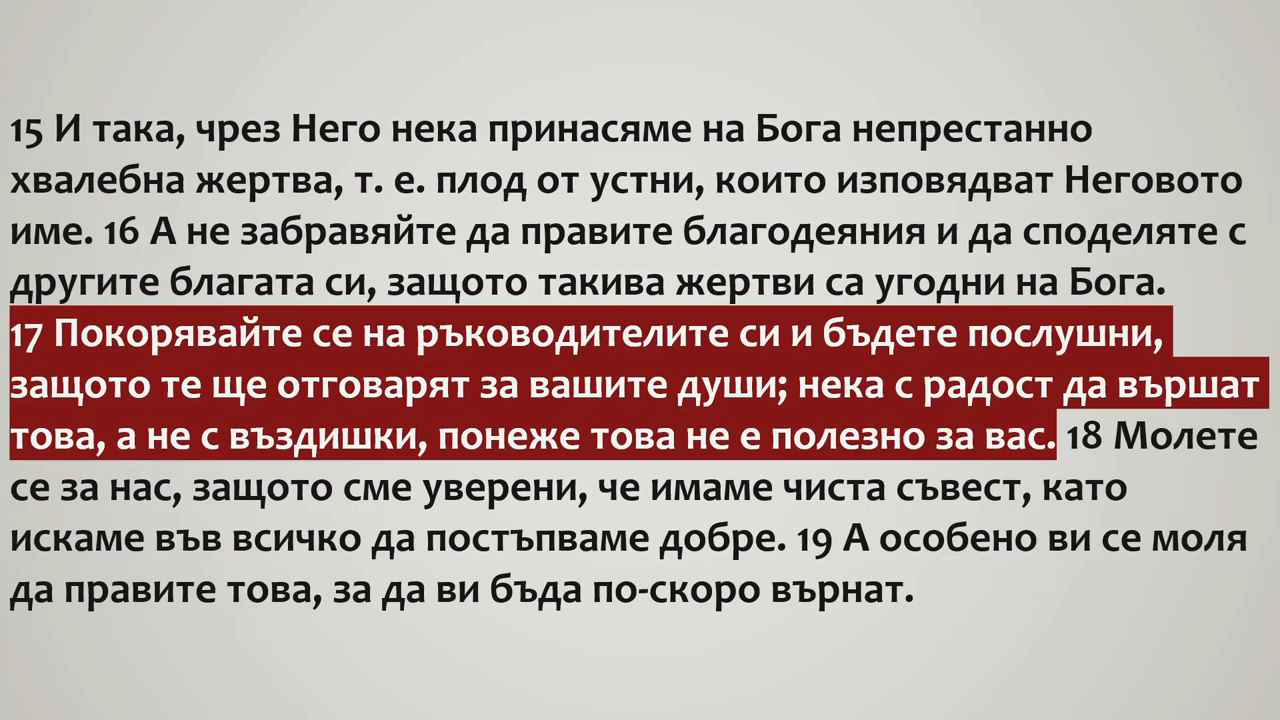 15 И така, чрез Него нека принасяме на Бога непрестанно
хвалебна жертва, т. е. плод от устни, които изповядват Неговото
име. 16 А не забравяйте да правите благодеяния и да споделяте с
другите благата си, защото такива жертви са угодни на Бога.
17 Покорявайте се на ръководителите си и бъдете послушни,
защото те ще отговарят за вашите души; нека с радост да вършат
това, а не с въздишки, понеже това не е полезно за вас. 18 Молете
се за нас, защото сме уверени, че имаме чиста съвест, като
искаме във всичко да постъпваме добре. 19 А особено ви се моля
да правите това, за да ви бъда по-скоро върнат.